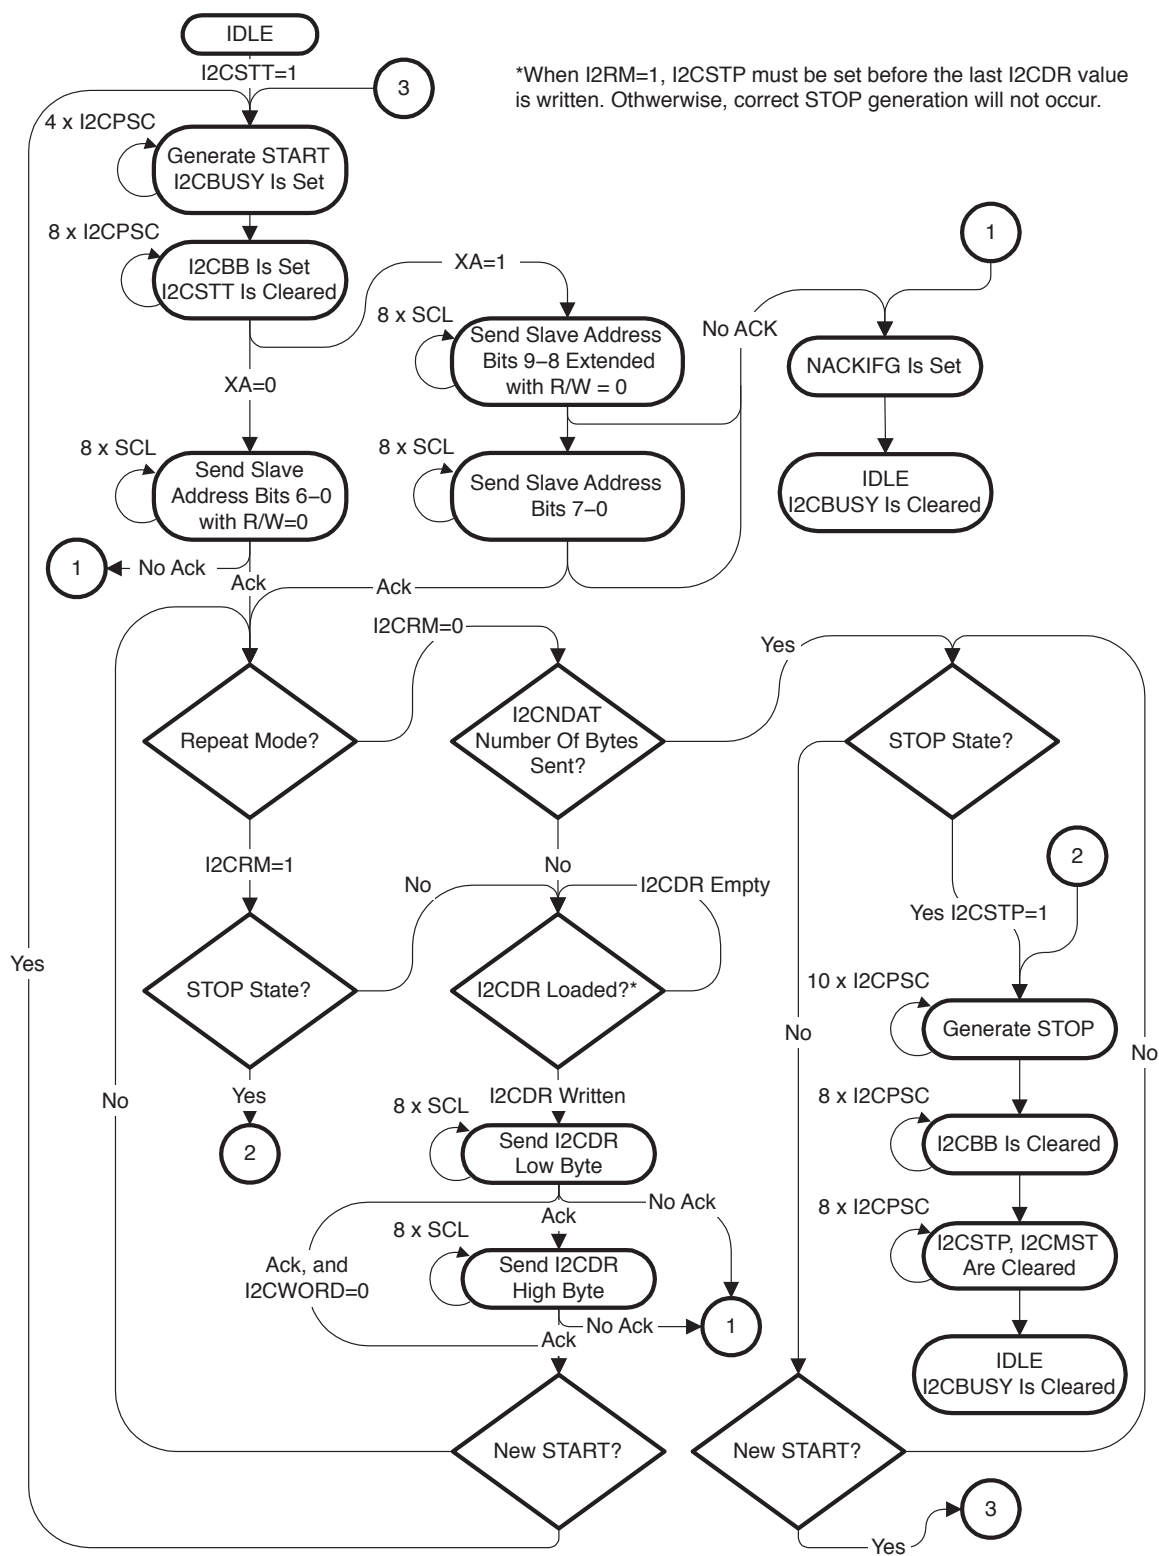 IDLE
I2CSTT=1
3
*When I2RM=1, I2CSTP must be set before the last I2CDR value
is written. Othwerwise, correct STOP generation will not occur.
4 x I2CPSC
Generate START
I2CBUSY Is Set
8 x I2CPSC
I2CBB Is Set
I2CSTT Is Cleared
XA=1
1
8 x SCL
Send Slave Address
Bits 9–8 Extended
with R/W = 0
No ACK
NACKIFG Is Set
XA=0
8 x SCL
Send Slave
Address Bits 6–0
with R/W=0
8 x SCL
Send Slave Address
Bits 7–0
IDLE
I2CBUSY Is Cleared
1
No Ack
Ack
Ack
I2CRM=0
Yes
Repeat Mode?
I2CNDAT
Number Of Bytes
Sent?
STOP State?
I2CRM=1
No
2
No
I2CDR Empty
Yes I2CSTP=1
Yes
STOP State?
I2CDR Loaded?*
10 x I2CPSC
Generate STOP
No
No
No
Yes
I2CDR Written
8 x I2CPSC
I2CBB Is Cleared
8 x SCL
Send I2CDR
Low Byte
2
No Ack
Ack
8 x I2CPSC
I2CSTP, I2CMST
Are Cleared
8 x SCL
Send I2CDR
High Byte
Ack, and
I2CWORD=0
No Ack
1
Ack
IDLE
I2CBUSY Is Cleared
New START?
New START?
3
Yes